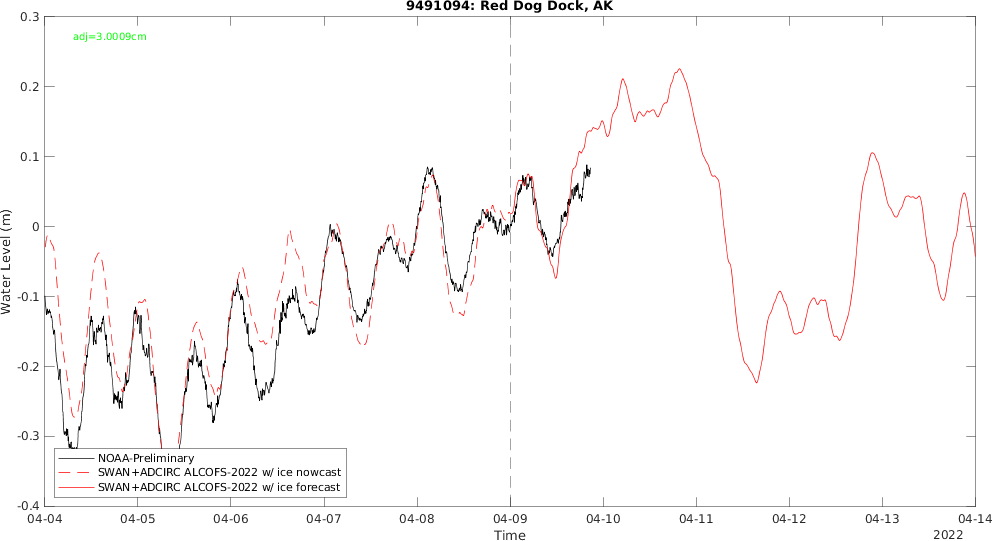 9491094: Red Dog Dock, AK
adj=3.0009cm
0.3
0.2
0.1
0
-0.1
-0.2
-0.3
-0.4
Water Level (m)
NOAA-Preliminary
SWAN+ADCIRC ALCOFS-2022 w/ ice nowcast
SWAN+ADCIRC ALCOFS-2022 w/ ice forecast
04-04 04-05 04-06 04-07 04-08 04-09 04-10 04-11 04-12 04-13 04-14
Time
2022